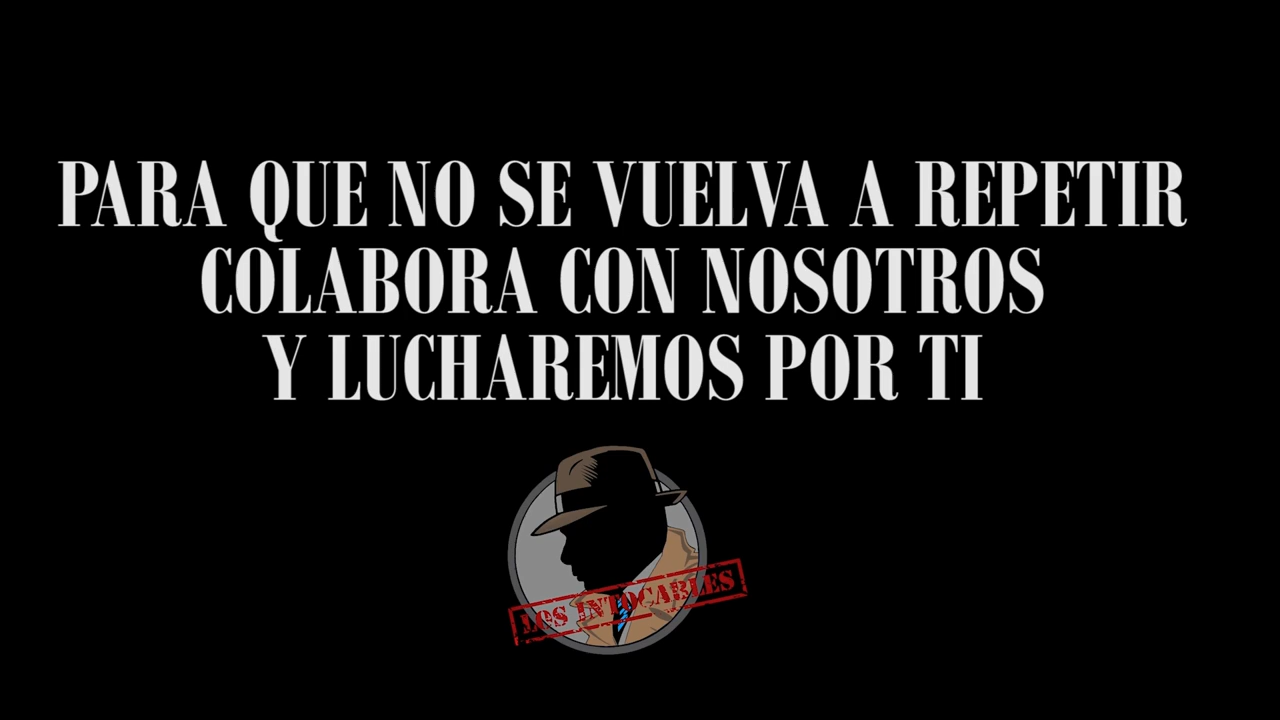 PARA QUE NO SE VUELVA A REPETIR
COLABORA CON NOSOTROS
Y LUCHAREMOS POR TI
LOS INTOCABLES